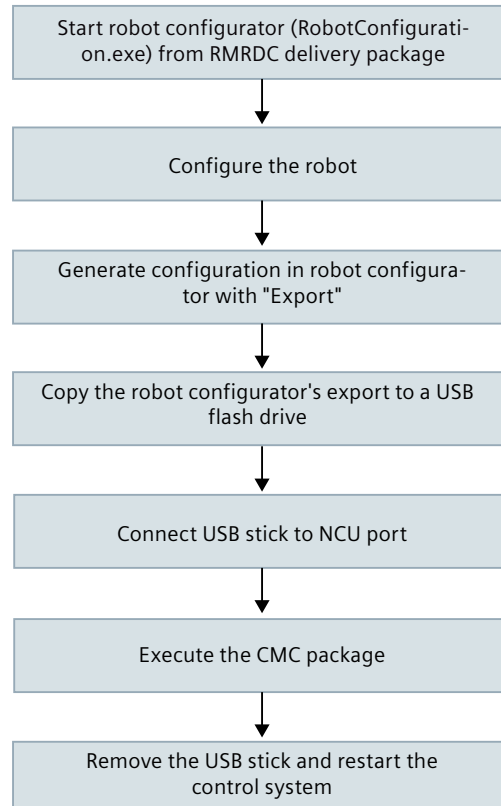 Start robot configurator (RobotConfigurati-
on.exe) from RMRDC delivery package
Configure the robot
Generate configuration in robot configura-
tor with "Export"
Copy the robot configurator's export to a USB
flash drive
Connect USB stick to NCU port
Execute the CMC package
Remove the USB stick and restart the
control system